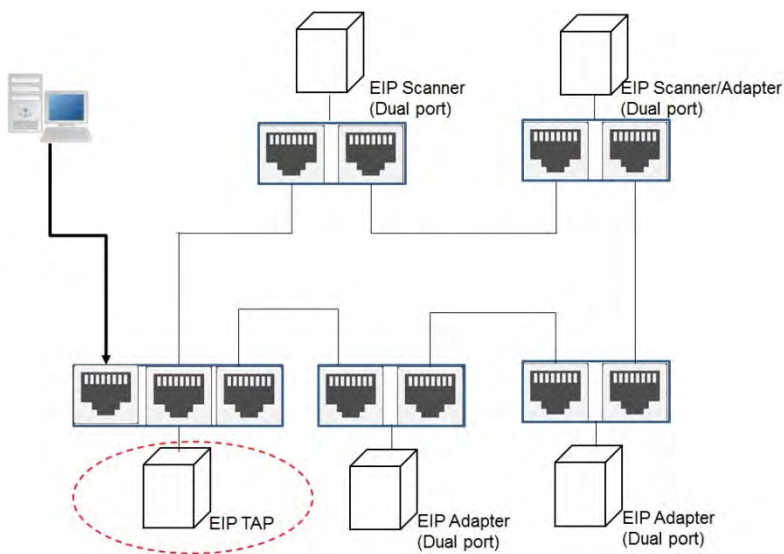 EIP Scanner
(Dual port)
EIP Scanner/Adapter
(Dual port)
EIP TAP
EIP Adapter
(Dual port)
EIP Adapter
(Dual port)